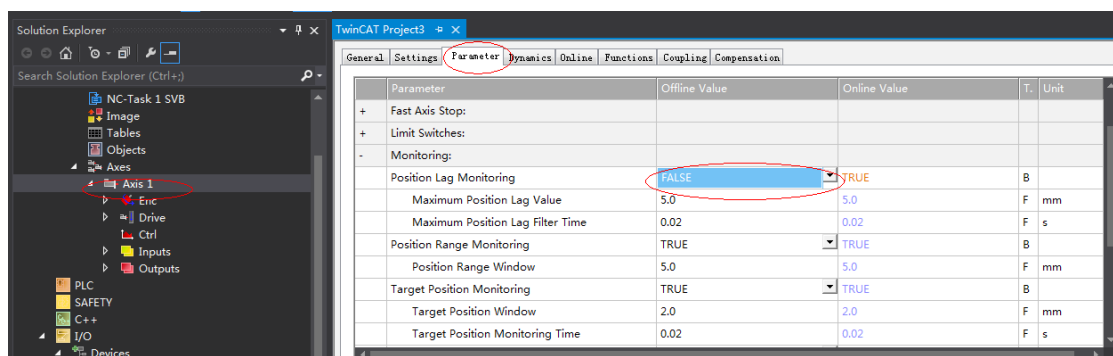 Solution Explorer
TwinCAT Project3
General Settings Parameter Dynamics Online Functions Coupling Compensation
Search Solution Explorer (Ctrl+;)
NC-Task 1 SVB
Image
Tables
Objects
Axes
Axis 1
Enc
Drive
Ctrl
Inputs
Outputs
PLC
SAFETY
C++
I/O
Devices
Parameter Offline Value Online Value T. Unit
+ Fast Axis Stop:
+ Limit Switches:
- Monitoring:
Position Lag Monitoring FALSE TRUE B
Maximum Position Lag Value 5.0 5.0 F mm
Maximum Position Lag Filter Time 0.02 0.02 F s
Position Range Monitoring TRUE TRUE B
Position Range Window 5.0 5.0 F mm
Target Position Monitoring TRUE TRUE B
Target Position Window 2.0 2.0 F mm
Target Position Monitoring Time 0.02 0.02 F s